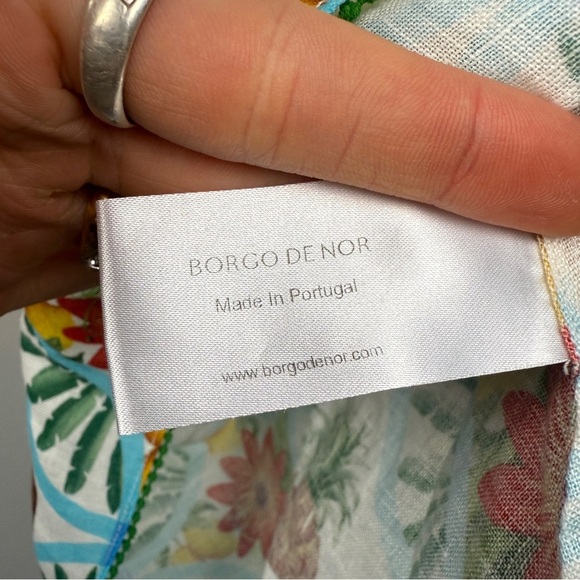 BORGO DE NOR
Made In Portugal
www.borgodenor.com